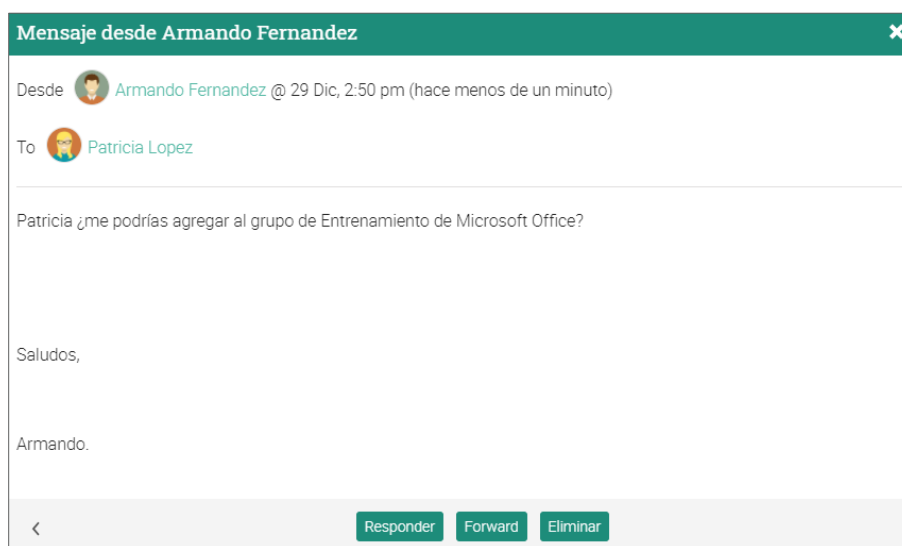 Mensaje desde Armando Fernandez
Desde Armando Fernandez @ 29 Dic, 2:50 pm (hace menos de un minuto)
To Patricia Lopez
Patricia ¿me podrías agregar al grupo de Entrenamiento de Microsoft Office?
Saludos,
Armando.
Responder Forward Eliminar